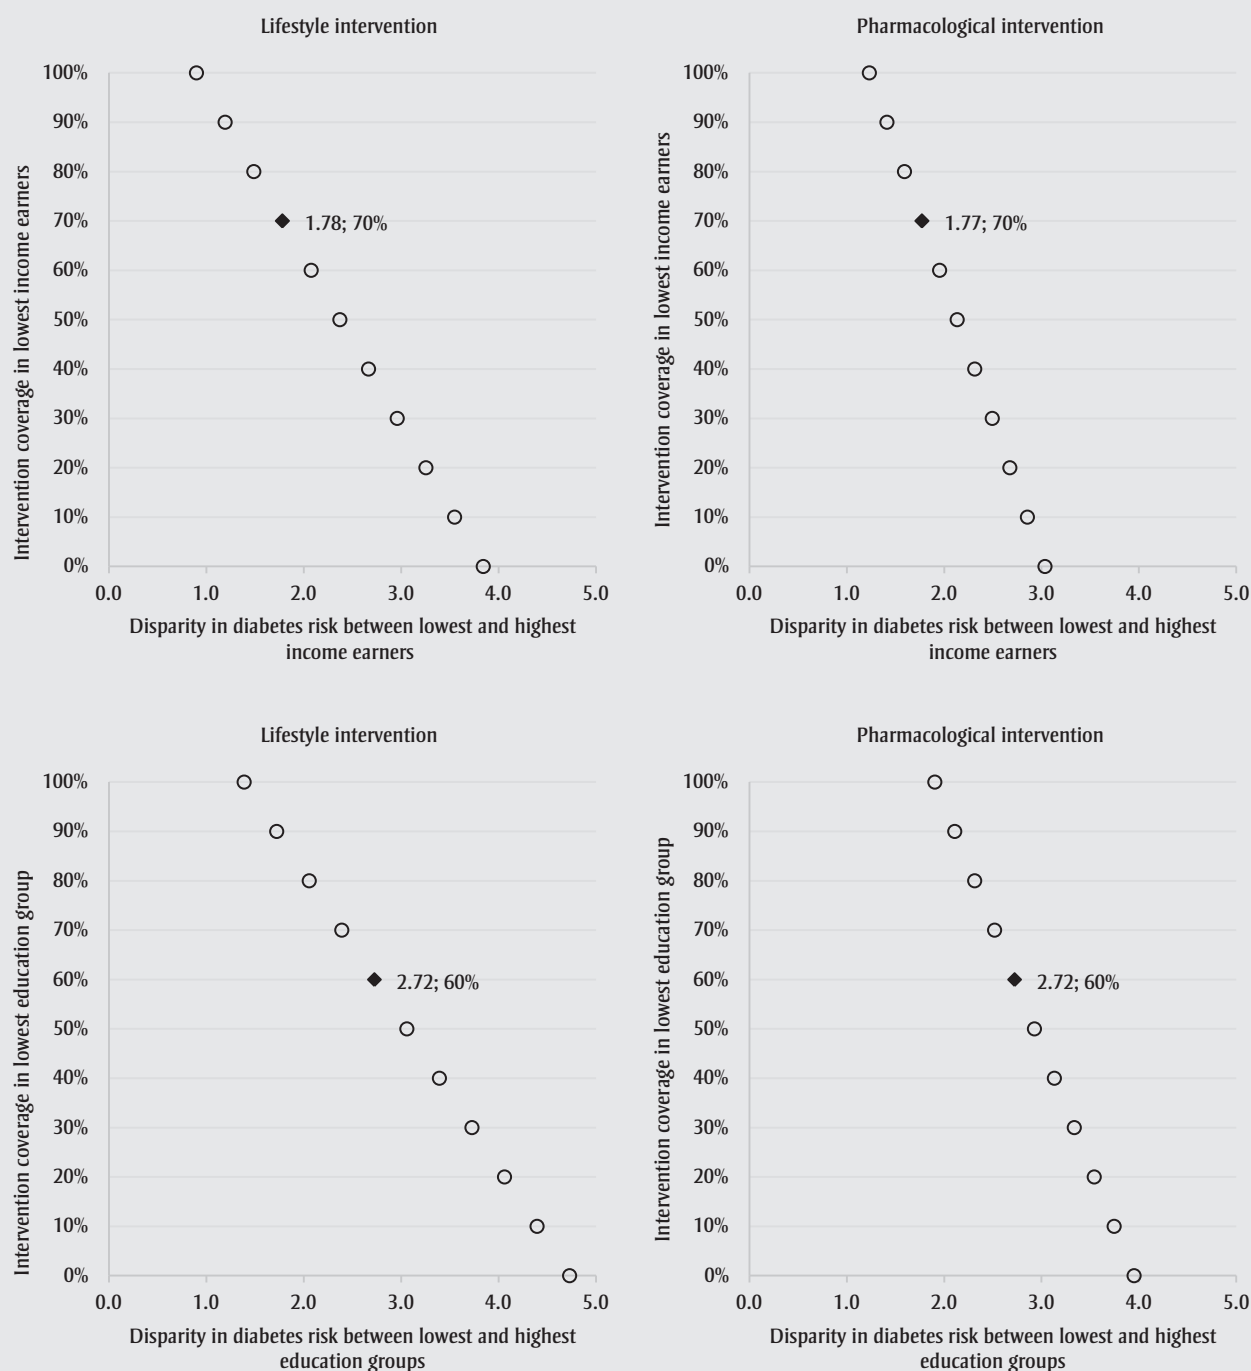 Lifestyle intervention
100%
90%
80%
70%
60%
50%
40%
30%
20%
10%
0%
Intervention coverage in lowest income earners
1.78; 70%
0.0 1.0 2.0 3.0 4.0 5.0
Disparity in diabetes risk between lowest and highest
income earners
Pharmacological intervention
100%
90%
80%
70%
60%
50%
40%
30%
20%
10%
0%
Intervention coverage in lowest income earners
1.77; 70%
0.0 1.0 2.0 3.0 4.0 5.0
Disparity in diabetes risk between lowest and highest
income earners
Lifestyle intervention
100%
90%
80%
70%
60%
50%
40%
30%
20%
10%
0%
Intervention coverage in lowest education group
2.72; 60%
0.0 1.0 2.0 3.0 4.0 5.0
Disparity in diabetes risk between lowest and highest
education groups
Pharmacological intervention
100%
90%
80%
70%
60%
50%
40%
30%
20%
10%
0%
Intervention coverage in lowest education group
2.72; 60%
0.0 1.0 2.0 3.0 4.0 5.0
Disparity in diabetes risk between lowest and highest
education groups